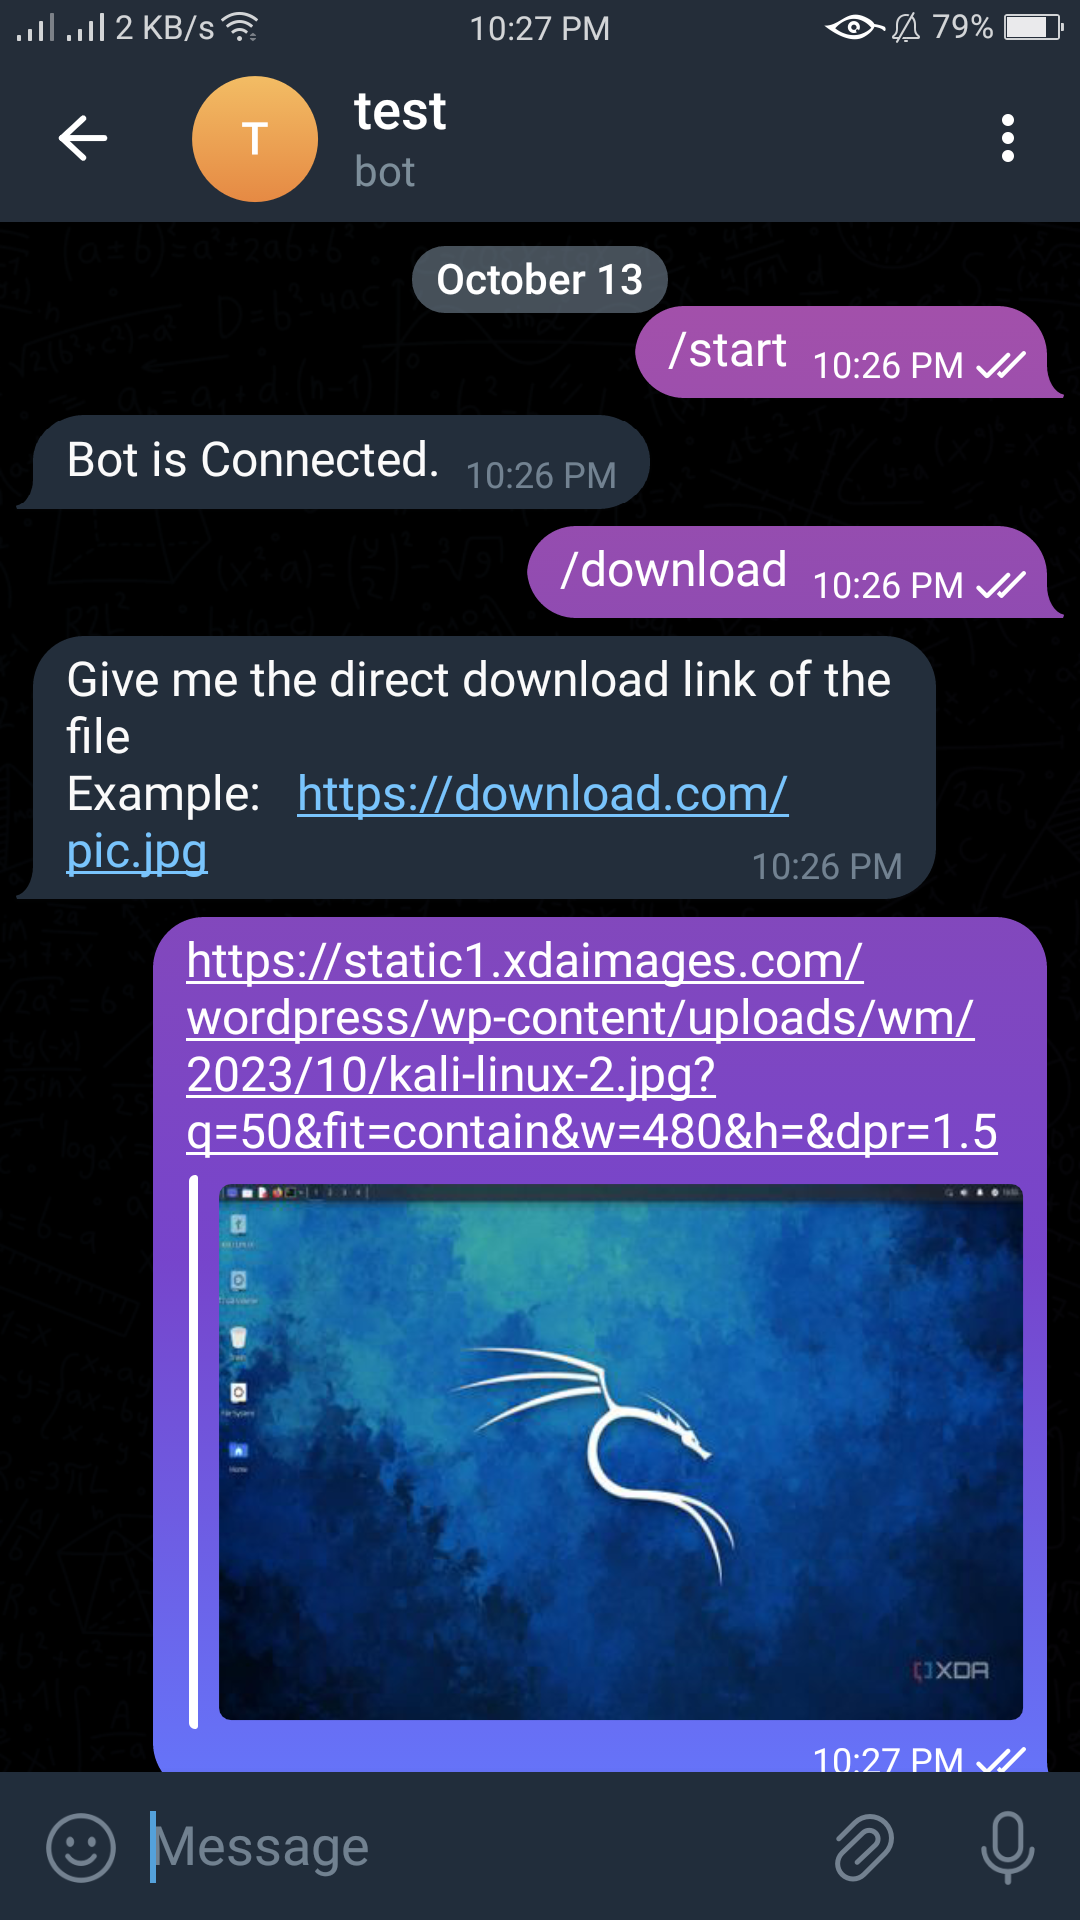 2 KB/s 10:27 PM 79%
T
test
bot
October 13
/start 10:26 PM
Bot is Connected. 10:26 PM
/download 10:26 PM
Give me the direct download link of the
file
Example: https://download.com/
pic.jpg
10:26 PM
https://static1.xdaimages.com/
wordpress/wp-content/uploads/wm/
2023/10/kali-linux-2.jpg?
q=50&fit=contain&w=480&h=&dpr=1.5
File System
Home
XDA
10:27 PM
Message